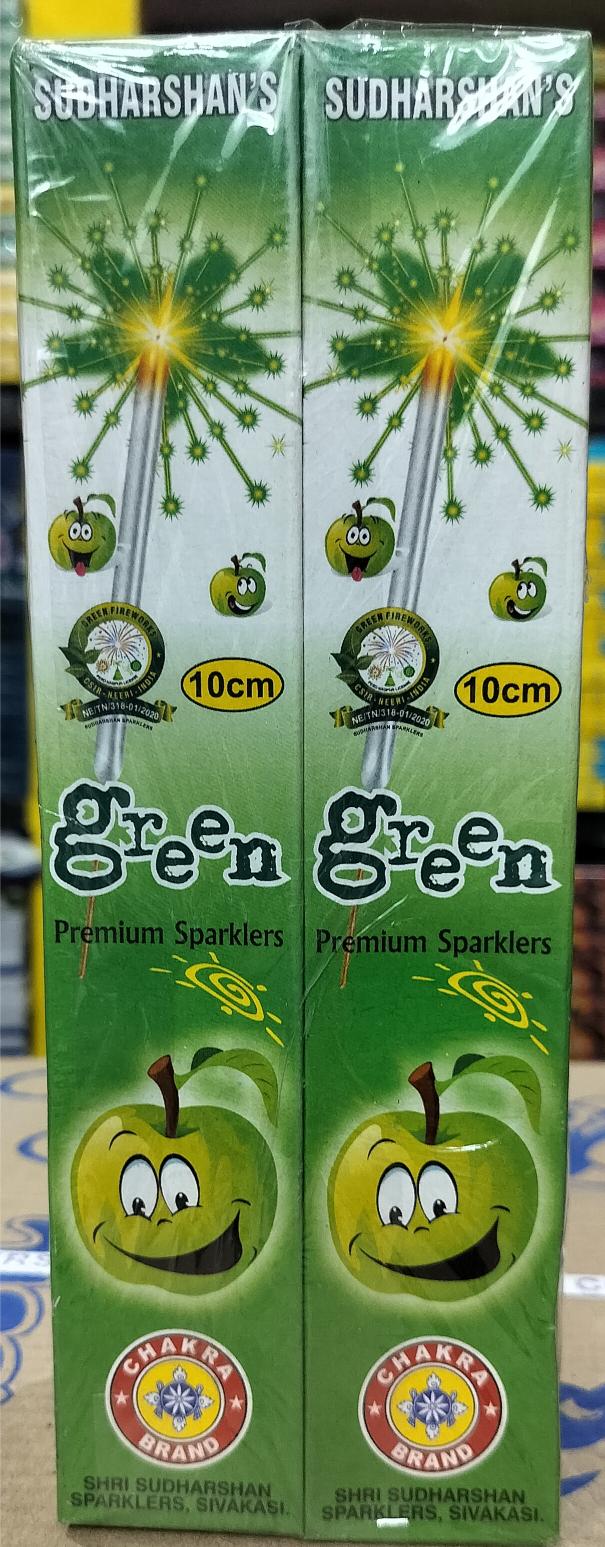 SUDHARSHAN'S
GREEN FIREWORKS
CSIR-NEERI-INDIA
NE/TN/318-01/2020
SUDHARSHAN SPARKLERS
10cm
green
Premium Sparklers
CHAKRA
BRAND
SHRI SUDHARSHAN
SPARKLERS, SIVAKASI.
SUDHARSHAN'S
GREEN FIREWORKS
CSIR-NEERI-INDIA
NE/TN/318-01/2020
SUDHARSHAN SPARKLERS
10cm
green
Premium Sparklers
CHAKRA
BRAND
SHRI SUDHARSHAN
SPARKLERS, SIVAKASI.